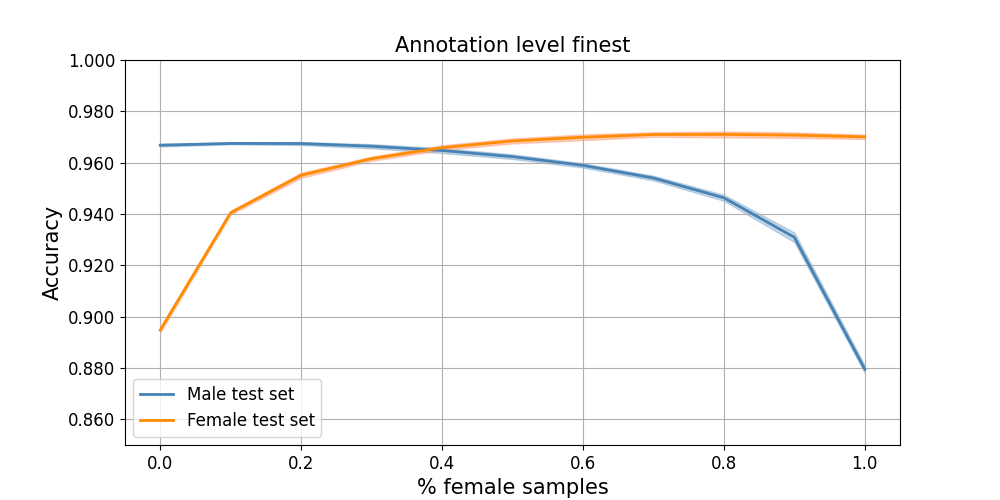 Annotation level finest
1.000
0.980
0.960
0.940
0.920
0.900
0.880
0.860
Accuracy
Male test set
Female test set
0.0 0.2 0.4 0.6 0.8 1.0
% female samples